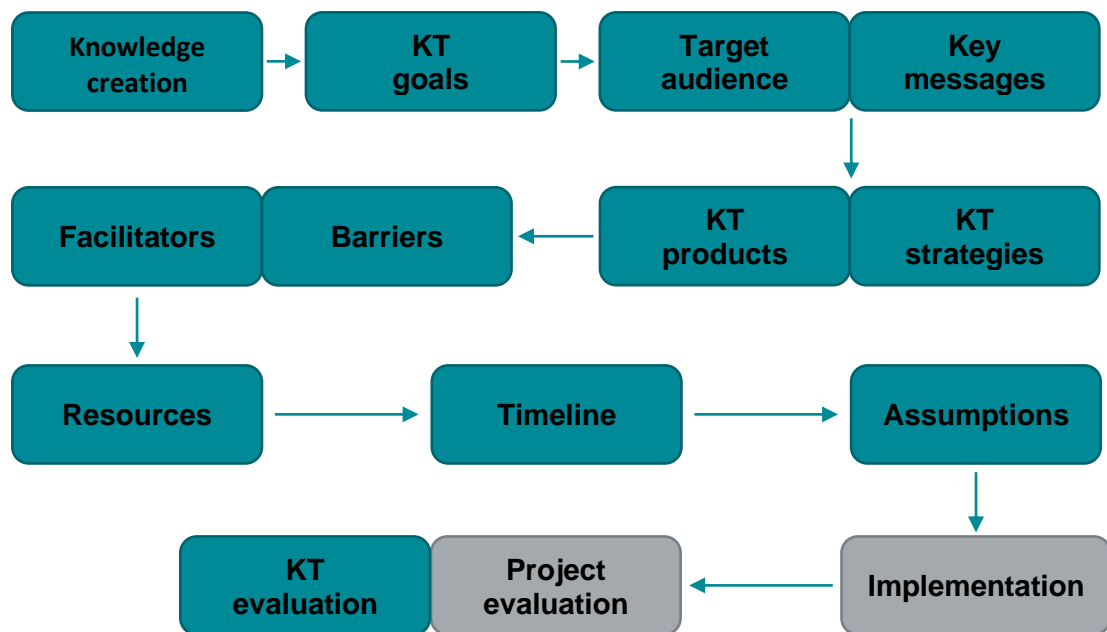 Knowledge
creation
KT
goals
Target
audience
Key
messages
Facilitators
Barriers
KT
products
KT
strategies
Resources
Timeline
Assumptions
KT
evaluation
Project
evaluation
Implementation